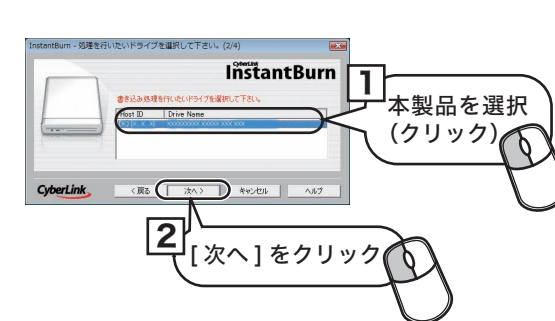 InstantBurn - 処理を行いたいドライブを選択して下さい。(2/4)
CyberLink
InstantBurn
書き込み処理を行いたいドライブを選択して下さい。
Host ID Drive Name
1
本製品を選択
（クリック）
CyberLink
< 戻る
次へ >
キャンセル
ヘルプ
2
[ 次へ ] をクリック